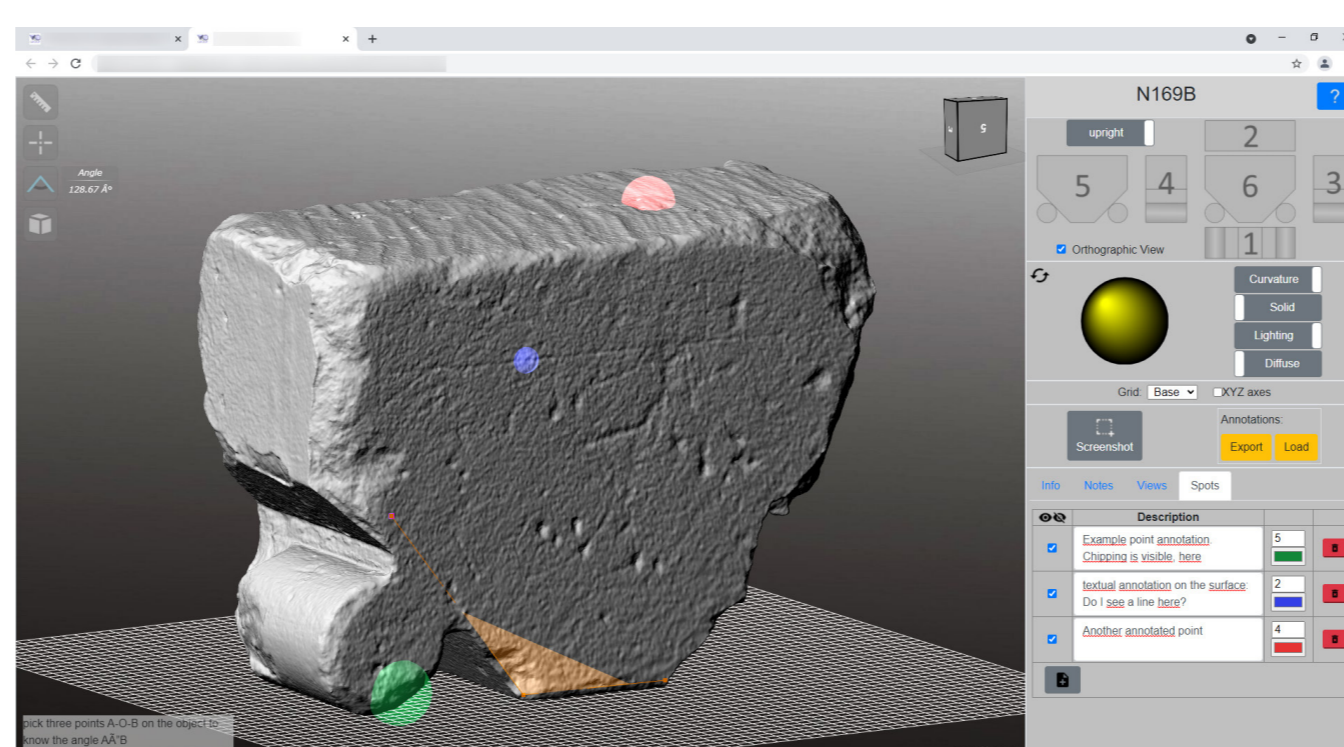 Angle
128.67 Âº
5
pick three points A-O-B on the object to
know the angle AÃ”B
N169B
?
upright
2
5
4
6
3
1
Orthographic View
Curvature
Solid
Lighting
Diffuse
Grid: Base
XYZ axes
Screenshot
Annotations:
Export
Load
Info
Notes
Views
Spots
Description
Example point annotation.
Chipping is visible, here
5
textual annotation on the surface:
Do I see a line here?
2
Another annotated point
4